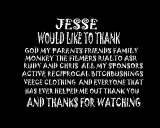 JESSE
WOULD LIKE TO THANK
GOD MY PARENTS FRIENDS FAMILY
MONKEY THE FILMERS RIALTO ASR
RUDY AND CHRIS ALL MY SPONSORS
ACTIVE RECIPROCAL BITCHBUSHINGS
VEECE CLOTHING AND EVERYONE THAT
HAS EVER HELPED ME OUT THANK YOU
AND THANKS FOR WATCHING